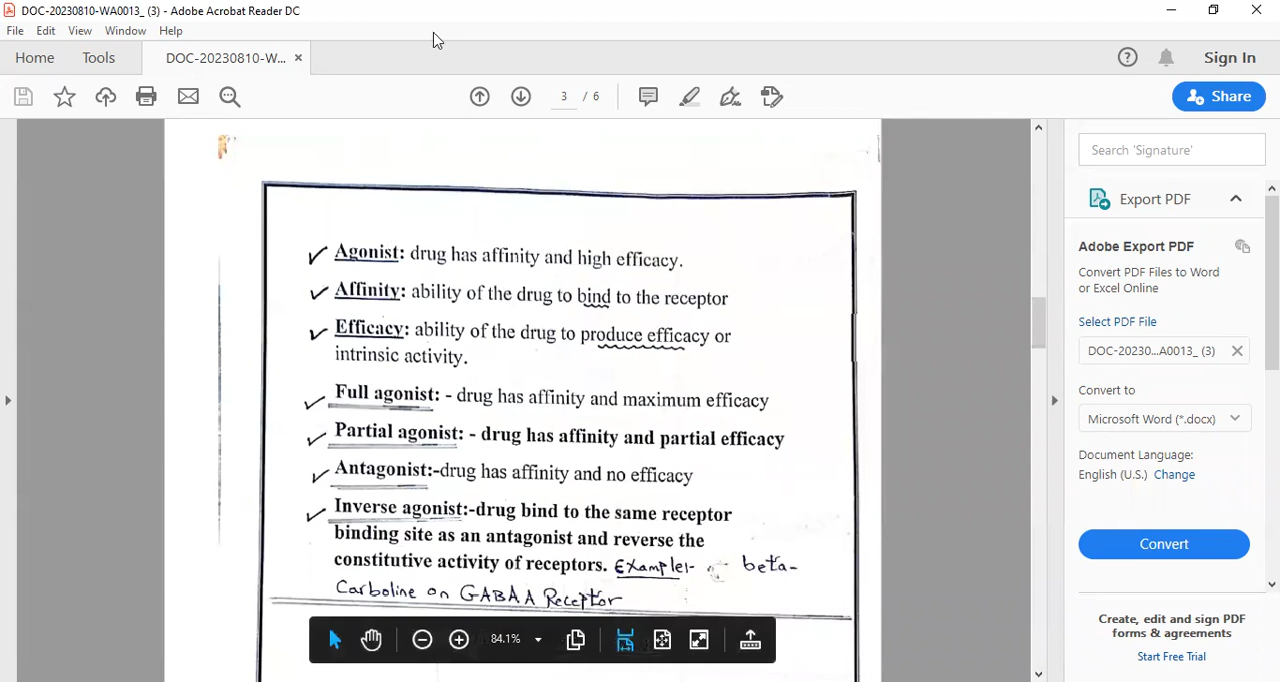 DOC-20230810-WA0013_ (3) - Adobe Acrobat Reader DC
File Edit View Window Help
Home Tools DOC-20230810-W... × Sign In
3 / 6 Share
Search 'Signature'
Export PDF
Adobe Export PDF
Convert PDF Files to Word
or Excel Online
Select PDF File
DOC-20230...A0013_ (3)
Convert to
Microsoft Word (*.docx)
Document Language:
English (U.S.) Change
Convert
Create, edit and sign PDF
forms & agreements
Start Free Trial
Agonist: drug has affinity and high efficacy.
Affinity: ability of the drug to bind to the receptor
Efficacy: ability of the drug to produce efficacy or
intrinsic activity.
Full agonist: - drug has affinity and maximum efficacy
Partial agonist: - drug has affinity and partial efficacy
Antagonist:-drug has affinity and no efficacy
Inverse agonist:-drug bind to the same receptor
binding site as an antagonist and reverse the
constitutive activity of receptors. Example:- beta-
Carboline on GABAA Receptor
84.1%